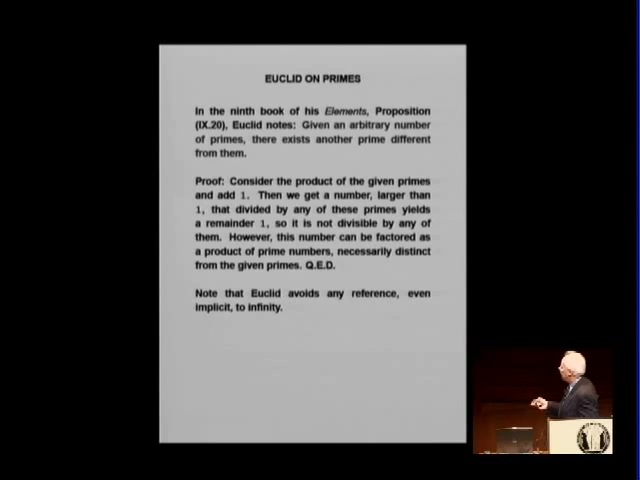 EUCLID ON PRIMES
In the ninth book of his Elements, Proposition
(IX.20), Euclid notes: Given an arbitrary number
of primes, there exists another prime different
from them.
Proof: Consider the product of the given primes
and add 1. Then we get a number, larger than
1, that divided by any of these primes yields
a remainder 1, so it is not divisible by any of
them. However, this number can be factored as
a product of prime numbers, necessarily distinct
from the given primes. Q.E.D.
Note that Euclid avoids any reference, even
implicit, to infinity.